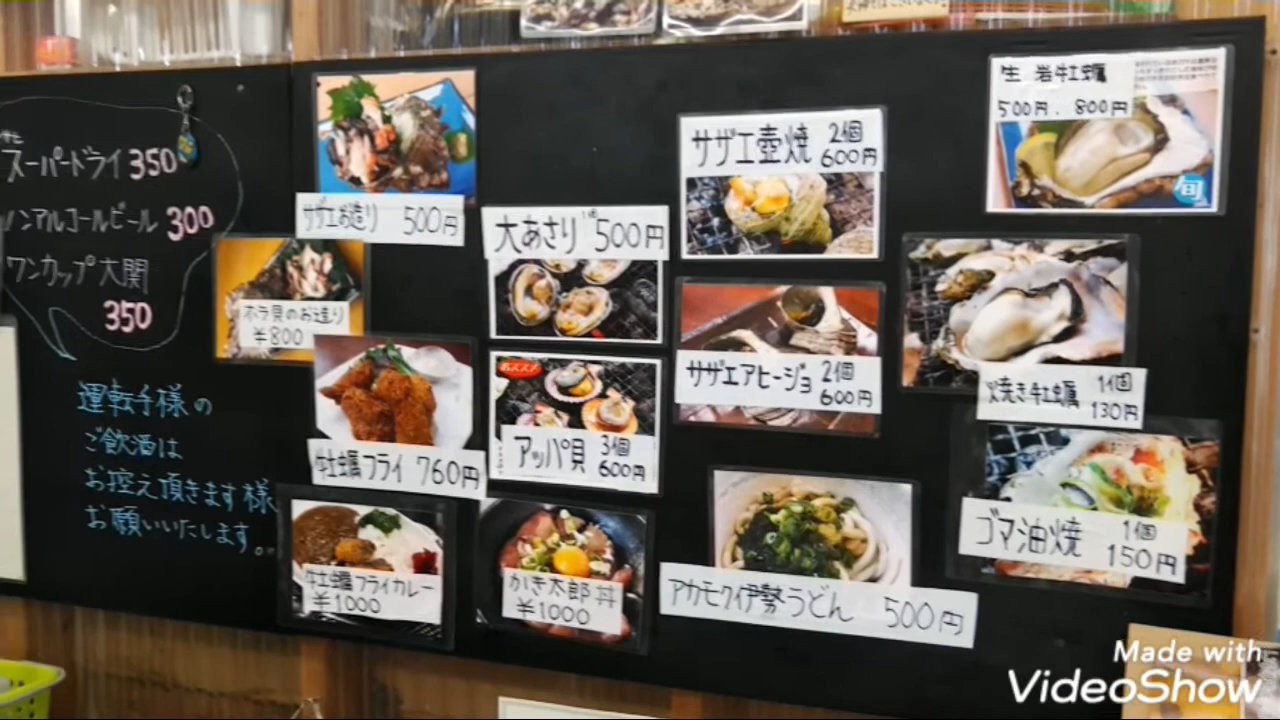 スーパードライ 350
ノンアルコールビール 300
ワンカップ大関
350
運転手様の
ご飲酒は
お控え頂きます様
お願いいたします。
サザエお造り 500円
ホラ貝のお造り
¥800
牡蠣フライ 760円
牡蠣フライカレー
¥1000
大あさり 500円
アッパ貝 3個
600円
かき太郎丼
¥1000
サザエ壺焼 2個
600円
サザエアヒージョ 2個
600円
アカモク伊勢うどん 500円
生 岩牡蠣
500円. 800円
旬
焼き牡蠣 1個
130円
ゴマ油焼 1個
150円
Made with
VideoShow